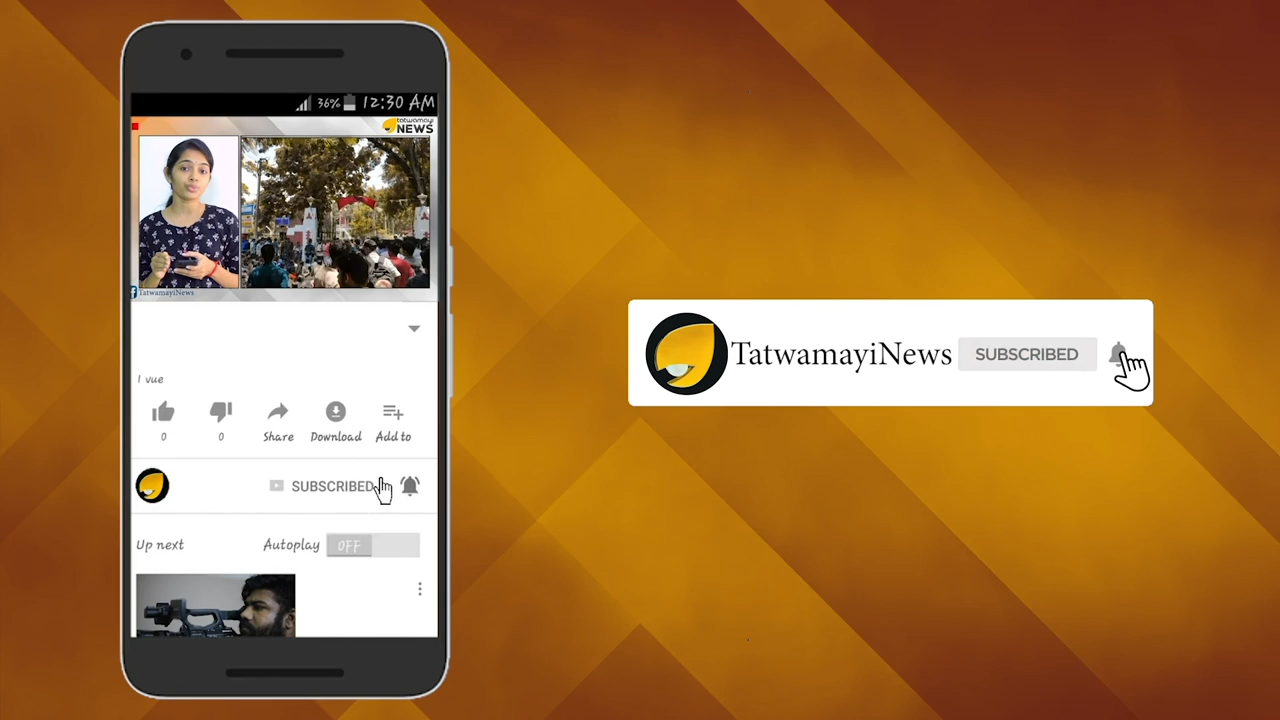 36% 12:30 AM
tatwamayi
NEWS
TatwamayiNews
1 vue
0 0 Share Download Add to
SUBSCRIBED
Up next Autoplay OFF
TatwamayiNews SUBSCRIBED